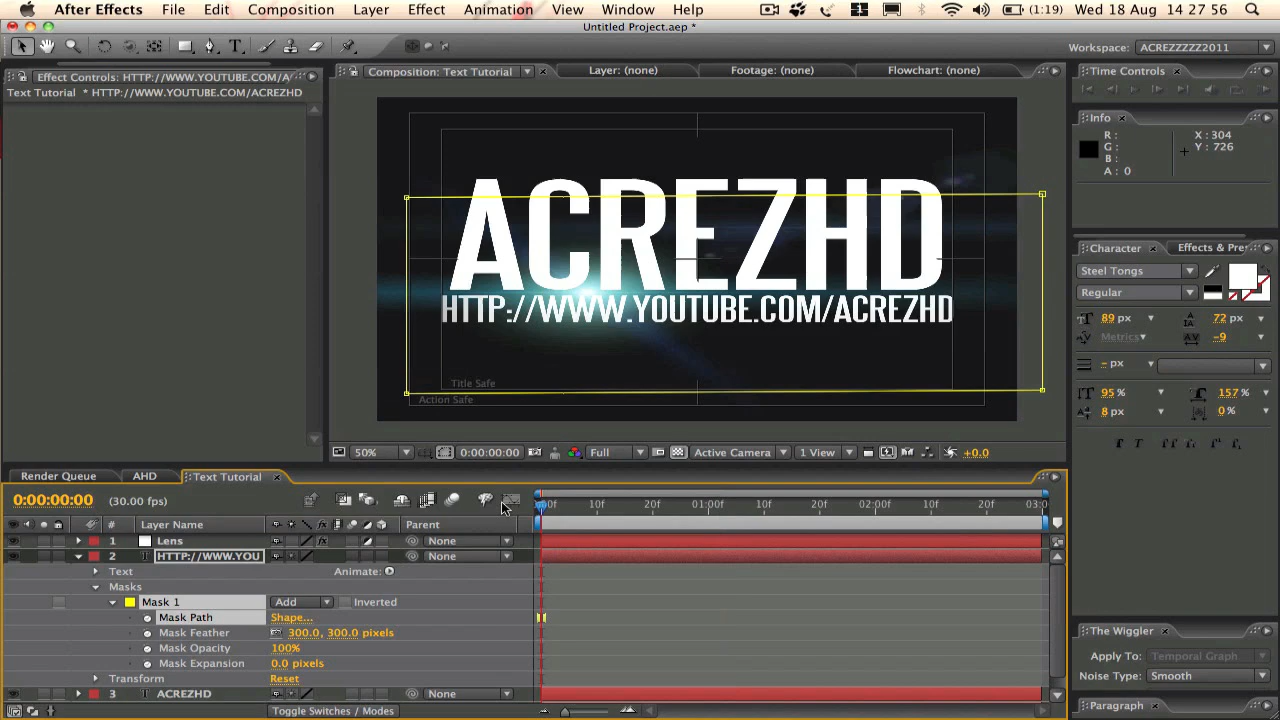 After Effects File Edit Composition Layer Effect Animation View Window Help (1:19) Wed 18 Aug 14 27 56
Untitled Project.aep *
Workspace: ACREZZZZZ2011
Effect Controls: HTTP://WWW.YOUTUBE.COM/A
Text Tutorial * HTTP://WWW.YOUTUBE.COM/ACREZHD
Composition: Text Tutorial
Layer: (none)
Footage: (none)
Flowchart: (none)
Time Controls
Info
R :
G :
B :
A : 0
X : 304
Y : 726
ACREZHD
HTTP://WWW.YOUTUBE.COM/ACREZHD
Title Safe
Action Safe
Character
Effects & Pre
Steel Tongs
Regular
89 px
72 px
Metrics
-9
- px
95 %
157 %
8 px
0 %
50%
0:00:00:00
Full
Active Camera
1 View
+0.0
Render Queue
AHD
Text Tutorial
0:00:00:00
(30.00 fps)
# Layer Name
Parent
00f 10f 20f 01:00f 10f 20f 02:00f 10f 20f 03:0
1 Lens None
2 HTTP://WWW.YOU None
Text Animate:
Masks
Mask 1 Add Inverted
Mask Path Shape...
Mask Feather 300.0, 300.0 pixels
Mask Opacity 100%
Mask Expansion 0.0 pixels
Transform Reset
3 T ACREZHD None
Toggle Switches / Modes
The Wiggler
Apply To: Temporal Graph
Noise Type: Smooth
Paragraph